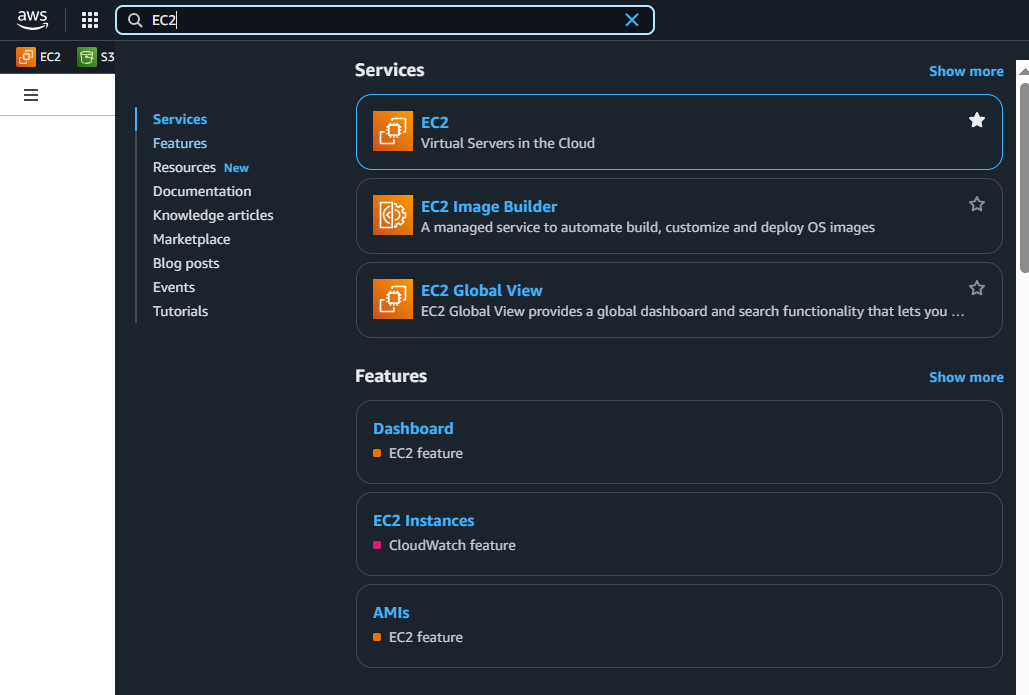 aws
EC2
EC2
S3
Services
Features
Resources New
Documentation
Knowledge articles
Marketplace
Blog posts
Events
Tutorials
Services
Show more
EC2
Virtual Servers in the Cloud
EC2 Image Builder
A managed service to automate build, customize and deploy OS images
EC2 Global View
EC2 Global View provides a global dashboard and search functionality that lets you ...
Features
Show more
Dashboard
EC2 feature
EC2 Instances
CloudWatch feature
AMIs
EC2 feature